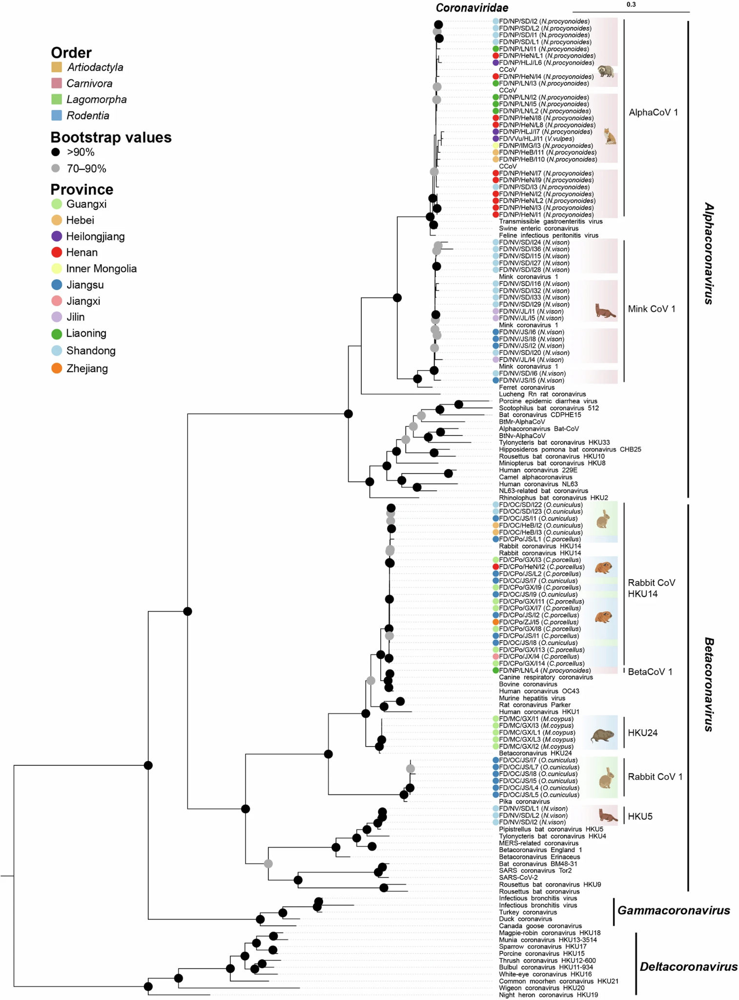 Coronaviridae
0.3
Order
Artiodactyla
Carnivora
Lagomorpha
Rodentia
Bootstrap values
>90%
70–90%
Province
Guangxi
Hebei
Heilongjiang
Henan
Inner Mongolia
Jiangsu
Jiangxi
Jilin
Liaoning
Shandong
Zhejiang
FD/NP/SD/I2 (N.procyonoides)
FD/NP/SD/L2 (N.procyonoides)
FD/NP/SD/I1 (N.procyonoides)
FD/NP/SD/L1 (N.procyonoides)
FD/NP/LN/I1 (N.procyonoides)
FD/NP/HeN/L1 (N.procyonoides)
FD/NP/HLJ/L6 (N.procyonoides)
CCoV
FD/NP/HeN/I4 (N.procyonoides)
FD/NP/LN/I3 (N.procyonoides)
CCoV
FD/NP/LN/I2 (N.procyonoides)
FD/NP/LN/I5 (N.procyonoides)
FD/NP/LN/L2 (N.procyonoides)
FD/NP/HeN/I8 (N.procyonoides)
FD/NP/HeN/L8 (N.procyonoides)
FD/NP/HLJ/I7 (N.procyonoides)
FD/VVu/HLJ/I1 (V.vulpes)
FD/NP/IMG/I3 (N.procyonoides)
FD/NP/HeB/I11 (N.procyonoides)
FD/NP/HeB/I10 (N.procyonoides)
CCoV
FD/NP/HeN/I7 (N.procyonoides)
FD/NP/HeN/I9 (N.procyonoides)
FD/NP/SD/I3 (N.procyonoides)
FD/NP/HeN/I2 (N.procyonoides)
FD/NP/HeN/L2 (N.procyonoides)
FD/NP/HeN/I3 (N.procyonoides)
FD/NP/HeN/I1 (N.procyonoides)
Transmissible gastroenteritis virus
Swine enteric coronavirus
Feline infectious peritonitis virus
FD/NV/SD/I24 (N.vison)
FD/NV/SD/I36 (N.vison)
FD/NV/SD/I15 (N.vison)
FD/NV/SD/I27 (N.vison)
FD/NV/SD/I28 (N.vison)
Mink coronavirus 1
FD/NV/SD/I16 (N.vison)
FD/NV/SD/I32 (N.vison)
FD/NV/SD/I33 (N.vison)
FD/NV/SD/I29 (N.vison)
FD/NV/JL/I1 (N.vison)
FD/NV/JL/I5 (N.vison)
Mink coronavirus 1
FD/NV/JS/I6 (N.vison)
FD/NV/JS/I8 (N.vison)
FD/NV/JS/I2 (N.vison)
FD/NV/SD/I20 (N.vison)
FD/NV/JL/I4 (N.vison)
Mink coronavirus 1
FD/NV/SD/I6 (N.vison)
FD/NV/JS/I5 (N.vison)
Ferret coronavirus
Lucheng Rn rat coronavirus
Porcine epidemic diarrhea virus
Scotophilus bat coronavirus 512
Bat coronavirus CDPHE15
BtMr-AlphaCoV
Alphacoronavirus Bat-CoV
BtNv-AlphaCoV
Tylonycteris bat coronavirus HKU33
Hipposideros pomona bat coronavirus CHB25
Rousettus bat coronavirus HKU10
Miniopterus bat coronavirus HKU8
Human coronavirus 229E
Camel alphacoronavirus
Human coronavirus NL63
NL63-related bat coronavirus
Rhinolophus bat coronavirus HKU2
FD/OC/SD/I22 (O.cuniculus)
FD/OC/SD/I23 (O.cuniculus)
FD/OC/JS/I1 (O.cuniculus)
FD/OC/HeB/I2 (O.cuniculus)
FD/OC/HeB/I3 (O.cuniculus)
FD/CPo/JS/L1 (C.porcellus)
Rabbit coronavirus HKU14
Rabbit coronavirus HKU14
FD/CPo/GX/I3 (C.porcellus)
FD/CPo/HeN/I2 (C.porcellus)
FD/CPo/JS/L2 (C.porcellus)
FD/OC/JS/I7 (O.cuniculus)
FD/CPo/GX/I9 (C.porcellus)
FD/OC/JS/I9 (O.cuniculus)
FD/CPo/GX/I11 (C.porcellus)
FD/CPo/GX/I7 (C.porcellus)
FD/CPo/JS/I2 (C.porcellus)
FD/CPo/ZJ/I5 (C.porcellus)
FD/CPo/GX/I8 (C.porcellus)
FD/CPo/JS/I1 (C.porcellus)
FD/OC/JS/I8 (O.cuniculus)
FD/CPo/GX/I13 (C.porcellus)
FD/CPo/JX/I4 (C.porcellus)
FD/CPo/GX/I14 (C.porcellus)
FD/NP/LN/L4 (N.procyonoides)
Canine respiratory coronavirus
Bovine coronavirus
Human coronavirus OC43
Murine hepatitis virus
Rat coronavirus Parker
Human coronavirus HKU1
FD/MC/GX/I1 (M.coypus)
FD/MC/GX/I3 (M.coypus)
FD/MC/GX/L1 (M.coypus)
FD/MC/GX/L3 (M.coypus)
FD/MC/GX/I2 (M.coypus)
Betacoronavirus HKU24
FD/OC/JS/I7 (O.cuniculus)
FD/OC/JS/L7 (O.cuniculus)
FD/OC/JS/I8 (O.cuniculus)
FD/OC/JS/I5 (O.cuniculus)
FD/OC/JS/L4 (O.cuniculus)
FD/OC/JS/L5 (O.cuniculus)
Pika coronavirus
FD/NV/SD/L1 (N.vison)
FD/NV/SD/L2 (N.vison)
FD/NV/SD/I2 (N.vison)
Pipistrellus bat coronavirus HKU5
Tylonycteris bat coronavirus HKU4
MERS-related coronavirus
Betacoronavirus England 1
Betacoronavirus Erinaceus
Bat coronavirus BM48-31
SARS coronavirus Tor2
SARS-CoV-2
Rousettus bat coronavirus HKU9
Rousettus bat coronavirus
Infectious bronchitis virus
Infectious bronchitis virus
Turkey coronavirus
Duck coronavirus
Canada goose coronavirus
Magpie-robin coronavirus HKU18
Munia coronavirus HKU13-3514
Sparrow coronavirus HKU17
Porcine coronavirus HKU15
Thrush coronavirus HKU12-600
Bulbul coronavirus HKU11-934
White-eye coronavirus HKU16
Common moorhen coronavirus HKU21
Wigeon coronavirus HKU20
Night heron coronavirus HKU19
AlphaCoV 1
Mink CoV 1
Rabbit CoV
HKU14
BetaCoV 1
HKU24
Rabbit CoV 1
HKU5
Alphacoronavirus
Betacoronavirus
Gammacoronavirus
Deltacoronavirus